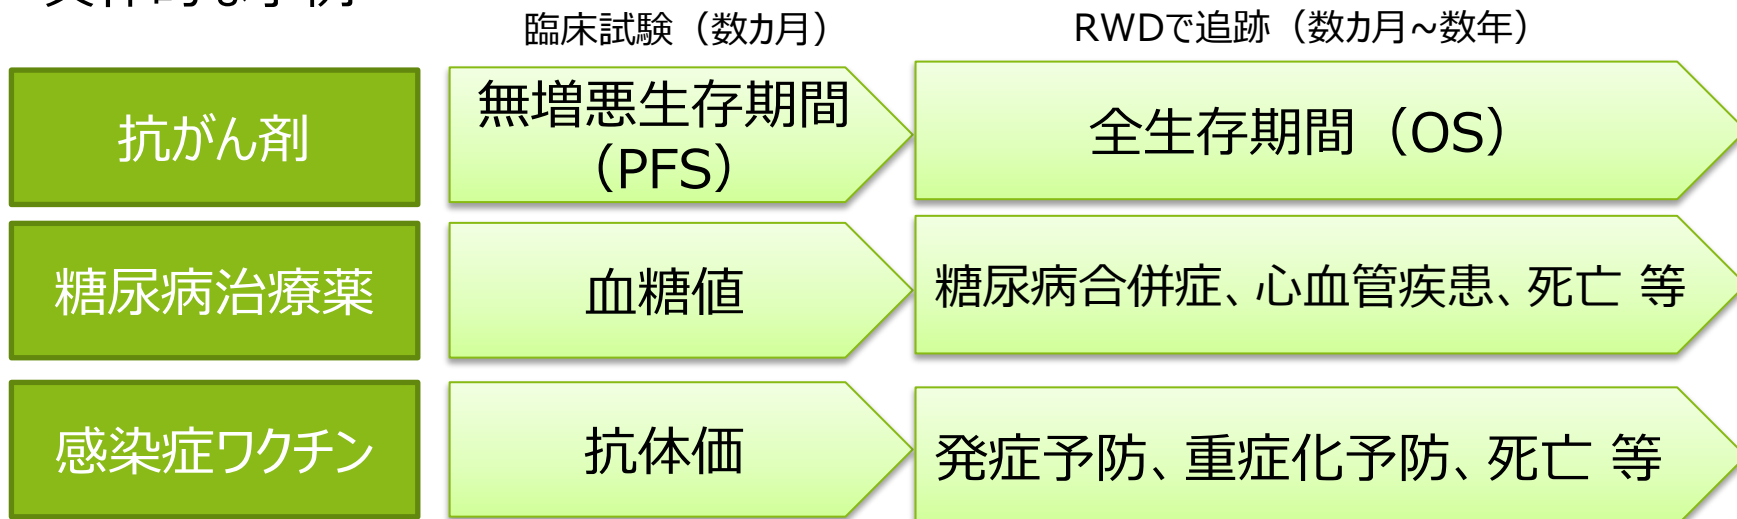 臨床試験（数カ月）
RWDで追跡（数カ月~数年）
抗がん剤
無増悪生存期間
（PFS）
全生存期間（OS）
糖尿病治療薬
血糖値
糖尿病合併症、心血管疾患、死亡 等
感染症ワクチン
抗体価
発症予防、重症化予防、死亡 等